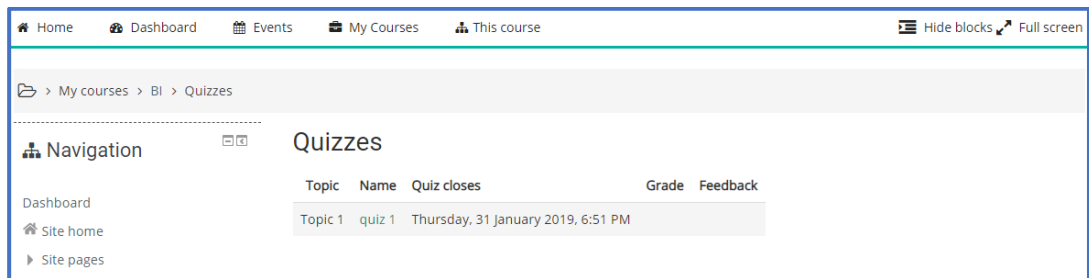 Home Dashboard Events My Courses This course Hide blocks Full screen
> My courses > BI > Quizzes
Navigation
Dashboard
Site home
Site pages
Quizzes
Topic Name Quiz closes Grade Feedback
Topic 1 quiz 1 Thursday, 31 January 2019, 6:51 PM